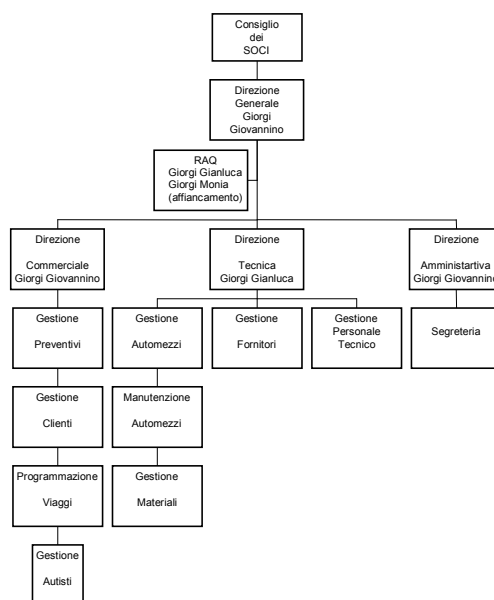 Consiglio
dei
SOCI
Direzione
Generale
Giorgi
Giovannino
RAQ
Giorgi Gianluca
Giorgi Monia
(affiancamento)
Direzione
Commerciale
Giorgi Giovannino
Direzione
Tecnica
Giorgi Gianluca
Direzione
Amministartiva
Giorgi Giovannino
Gestione
Preventivi
Gestione
Automezzi
Gestione
Fornitori
Gestione
Personale
Tecnico
Segreteria
Gestione
Clienti
Manutenzione
Automezzi
Programmazione
Viaggi
Gestione
Materiali
Gestione
Autisti